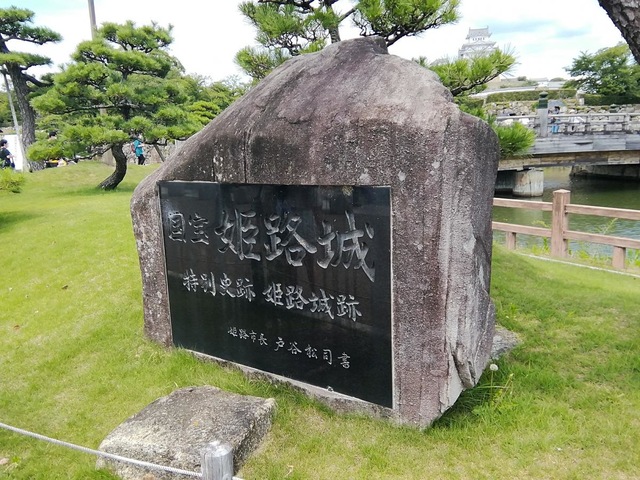 国宝 姫路城
特別史跡 姫路城跡
姫路市長 戸谷松司書